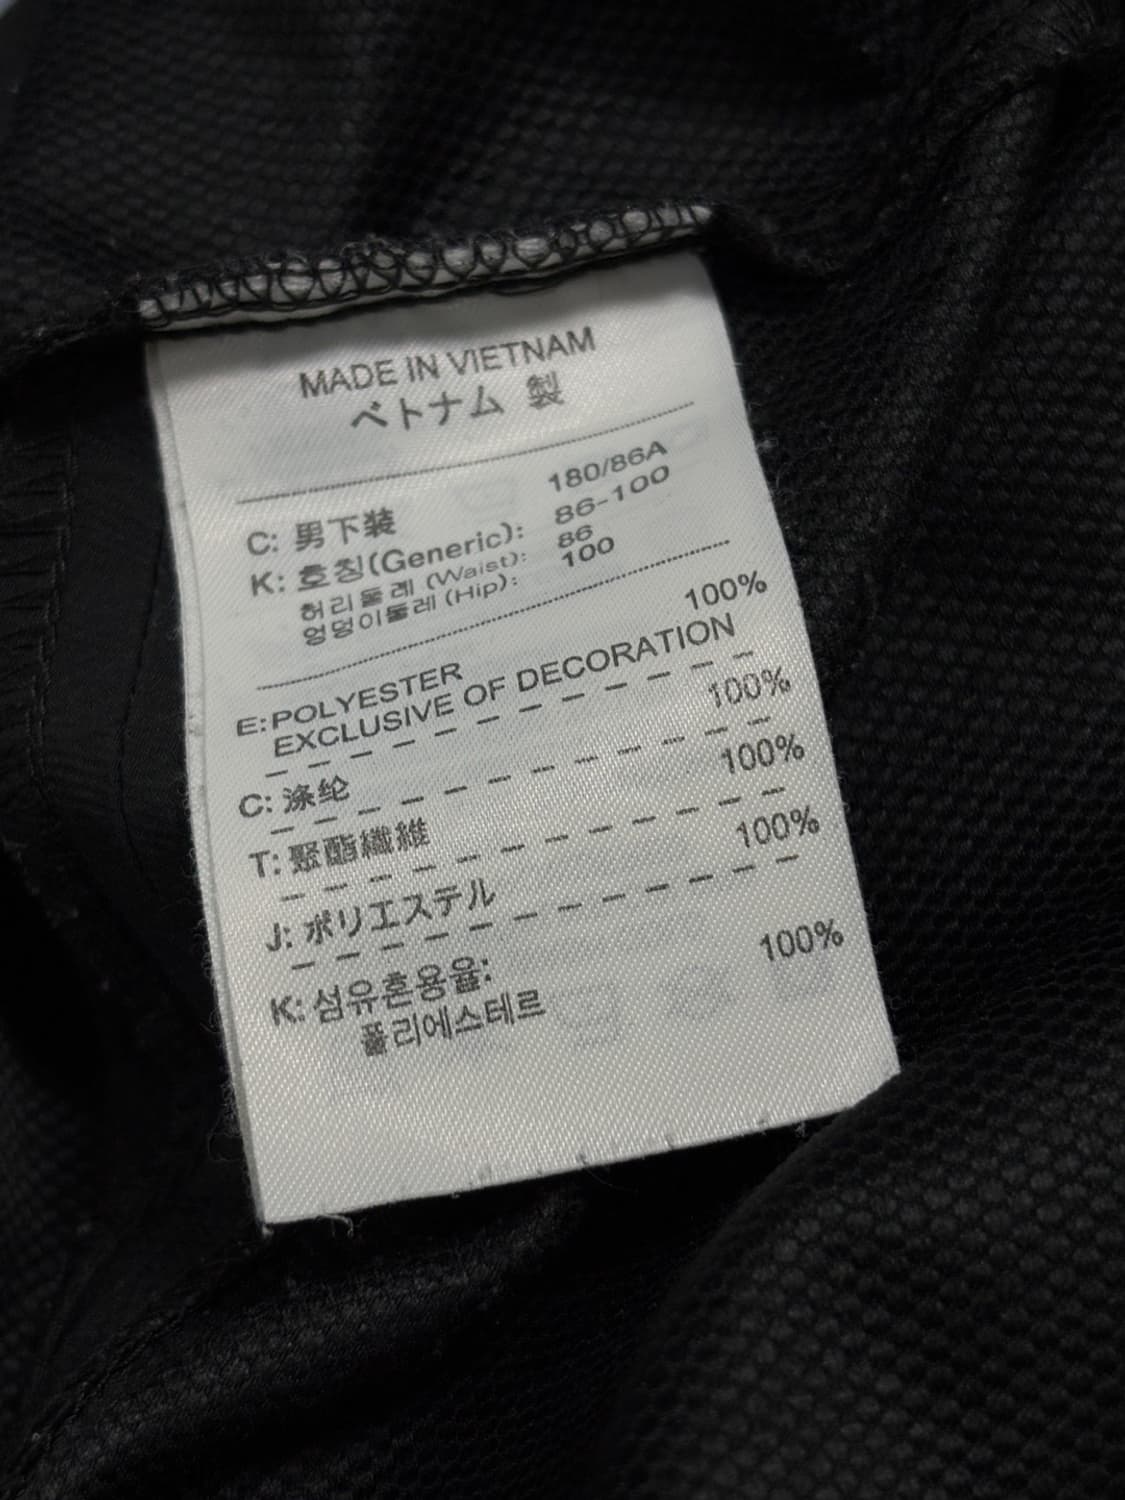 MADE IN VIETNAM
ベトナム 製
C: 男下装 180/86A
K: 호칭(Generic): 86-100
허리둘레 (Waist): 86
엉덩이둘레 (Hip): 100
E: POLYESTER 100%
EXCLUSIVE OF DECORATION
C: 涤纶 100%
T: 聚酯纖維 100%
J: ポリエステル 100%
K: 섬유혼용율:
폴리에스테르 100%